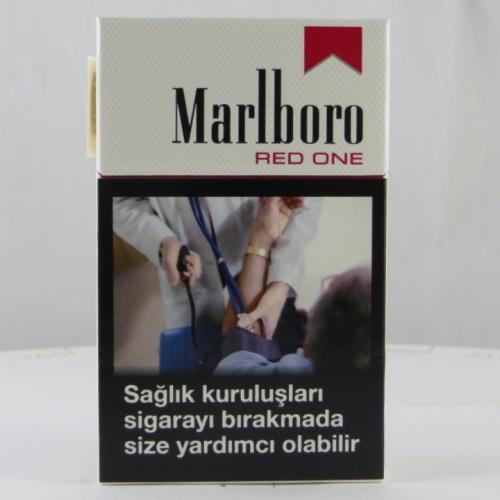 Marlboro
RED ONE
Sağlık kuruluşları
sigarayı bırakmada
size yardımcı olabilir